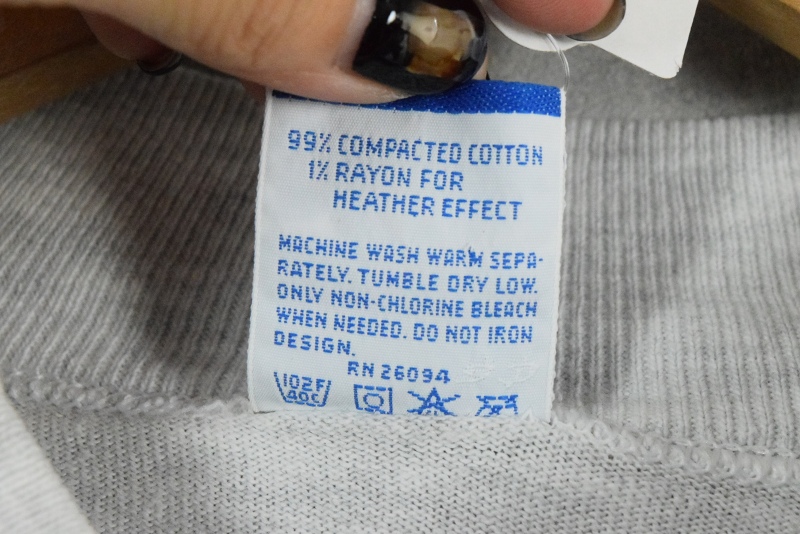 99% COMPACTED COTTON
1% RAYON FOR
HEATHER EFFECT
MACHINE WASH WARM SEPA-
RATELY. TUMBLE DRY LOW.
ONLY NON-CHLORINE BLEACH
WHEN NEEDED. DO NOT IRON
DESIGN.
RN 26094
102F
40C